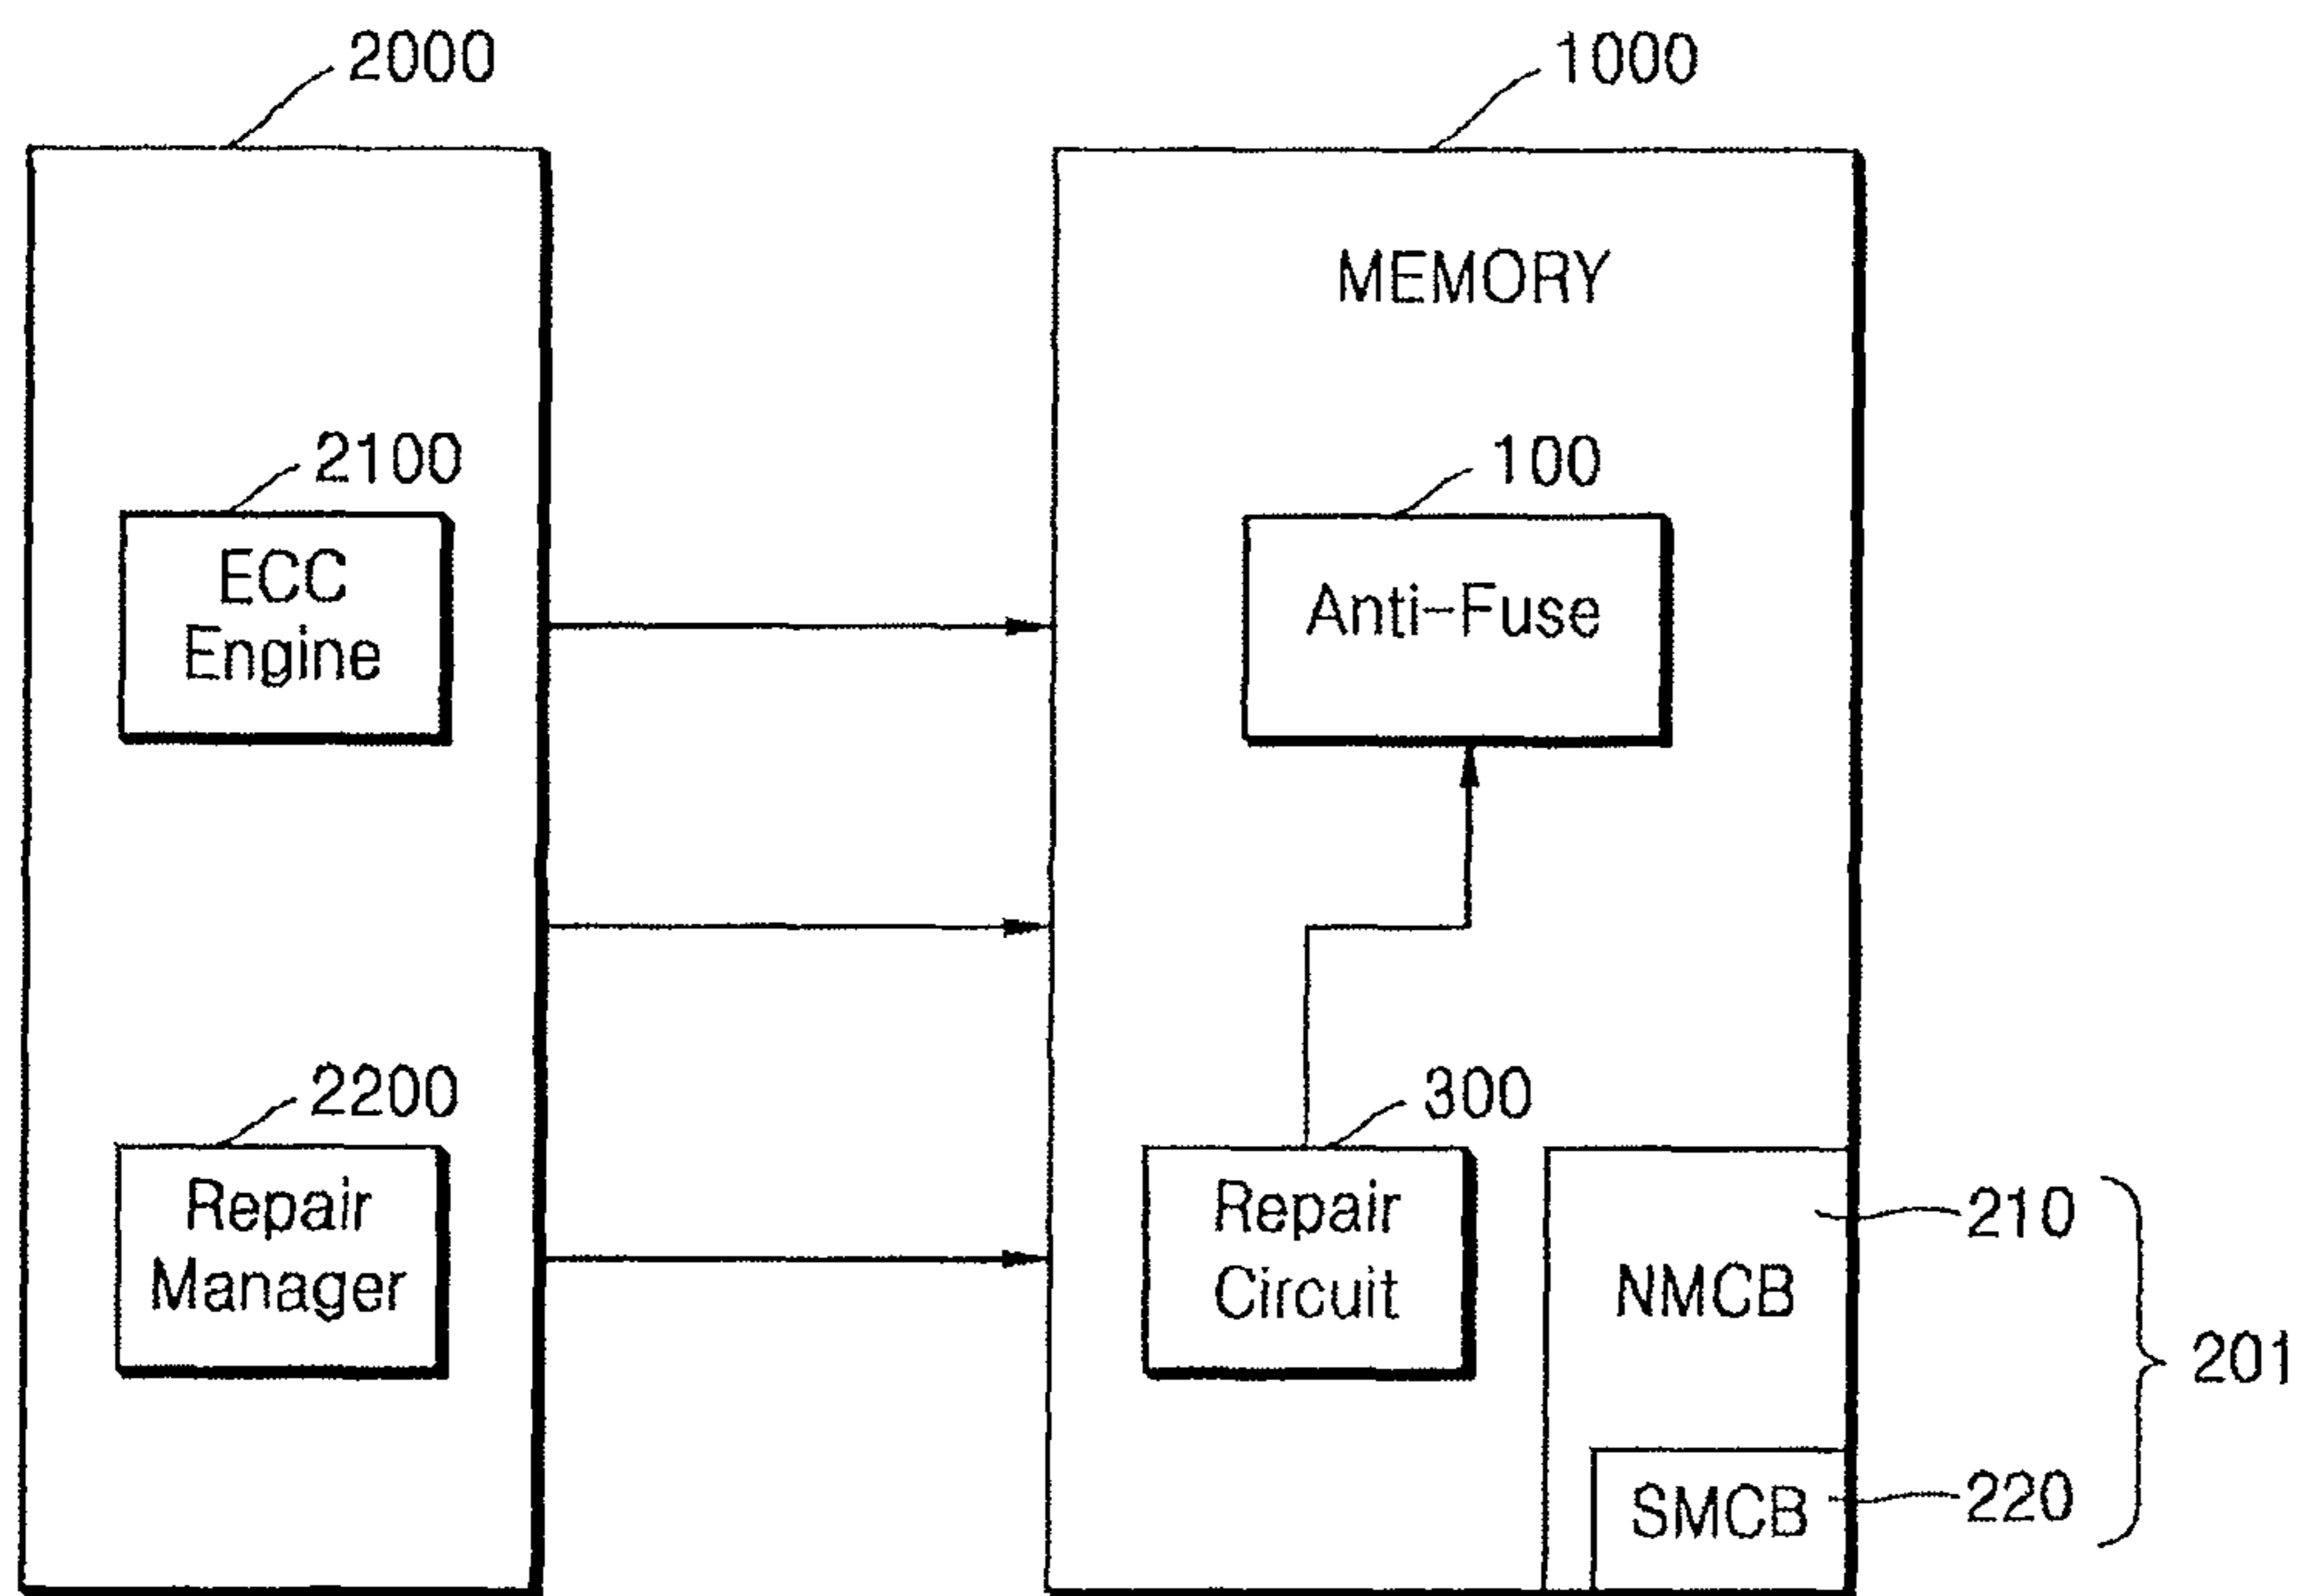 2000
1000
MEMORY
2100
ECC
Engine
100
Anti-Fuse
2200
Repair
Manager
300
Repair
Circuit
210
NMCB
201
SMCB
220